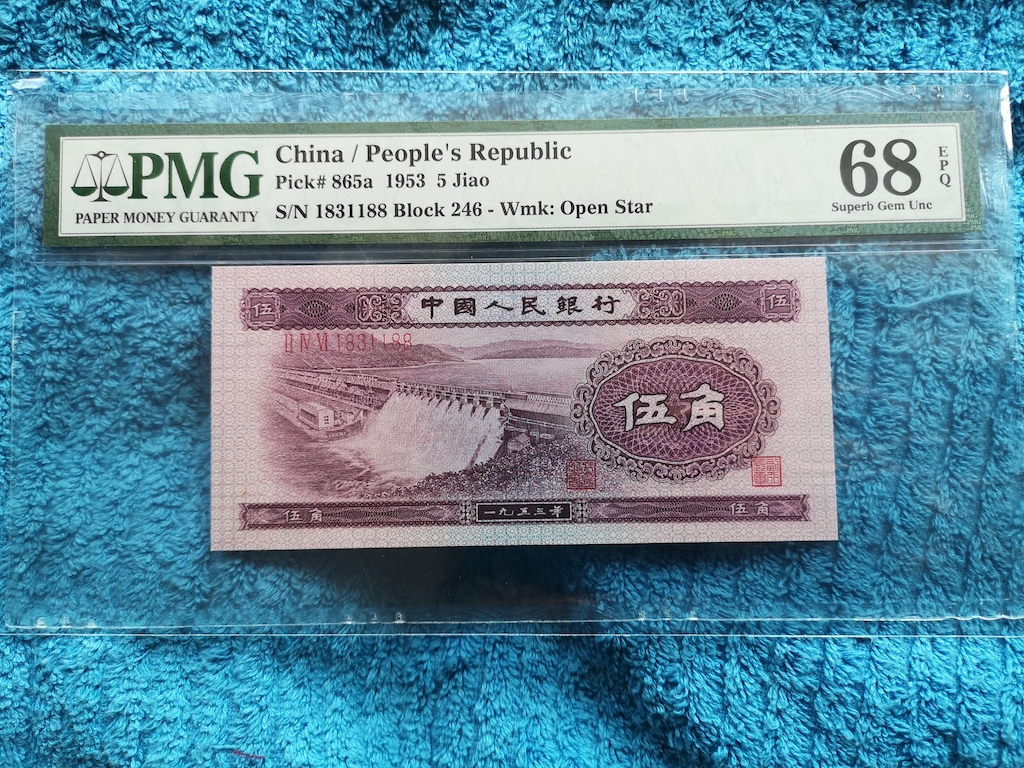 PMG
PAPER MONEY GUARANTY
China / People's Republic
Pick# 865a 1953 5 Jiao
S/N 1831188 Block 246 - Wmk: Open Star
68
EPQ
Superb Gem Unc
伍 中國人民銀行 伍
II IV VI 1831188
伍角
伍角 一九五三年 伍角